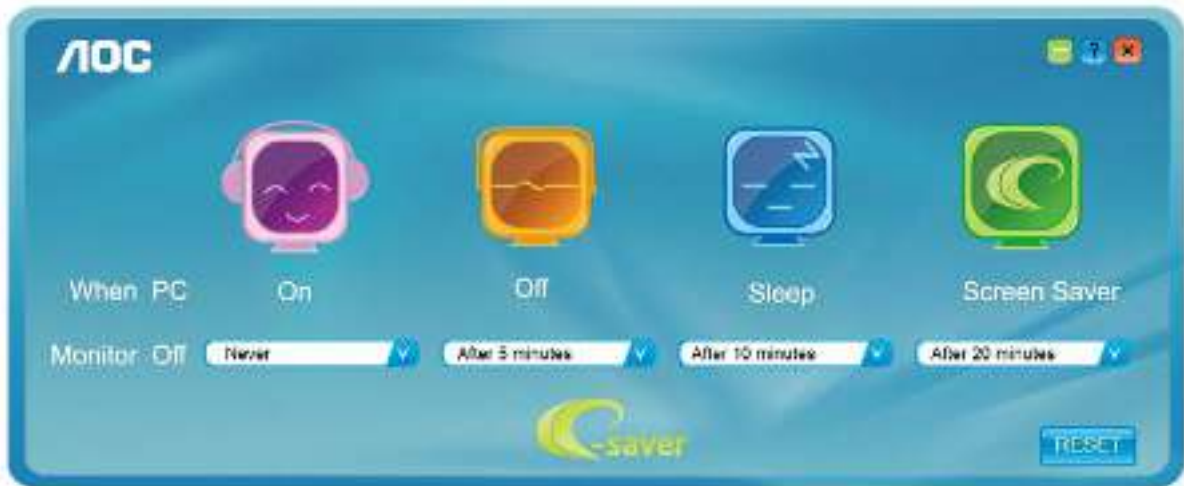 AOC
?
When PC On Off Sleep Screen Saver
Monitor Off Never After 5 minutes After 10 minutes After 20 minutes
e-saver
RESET